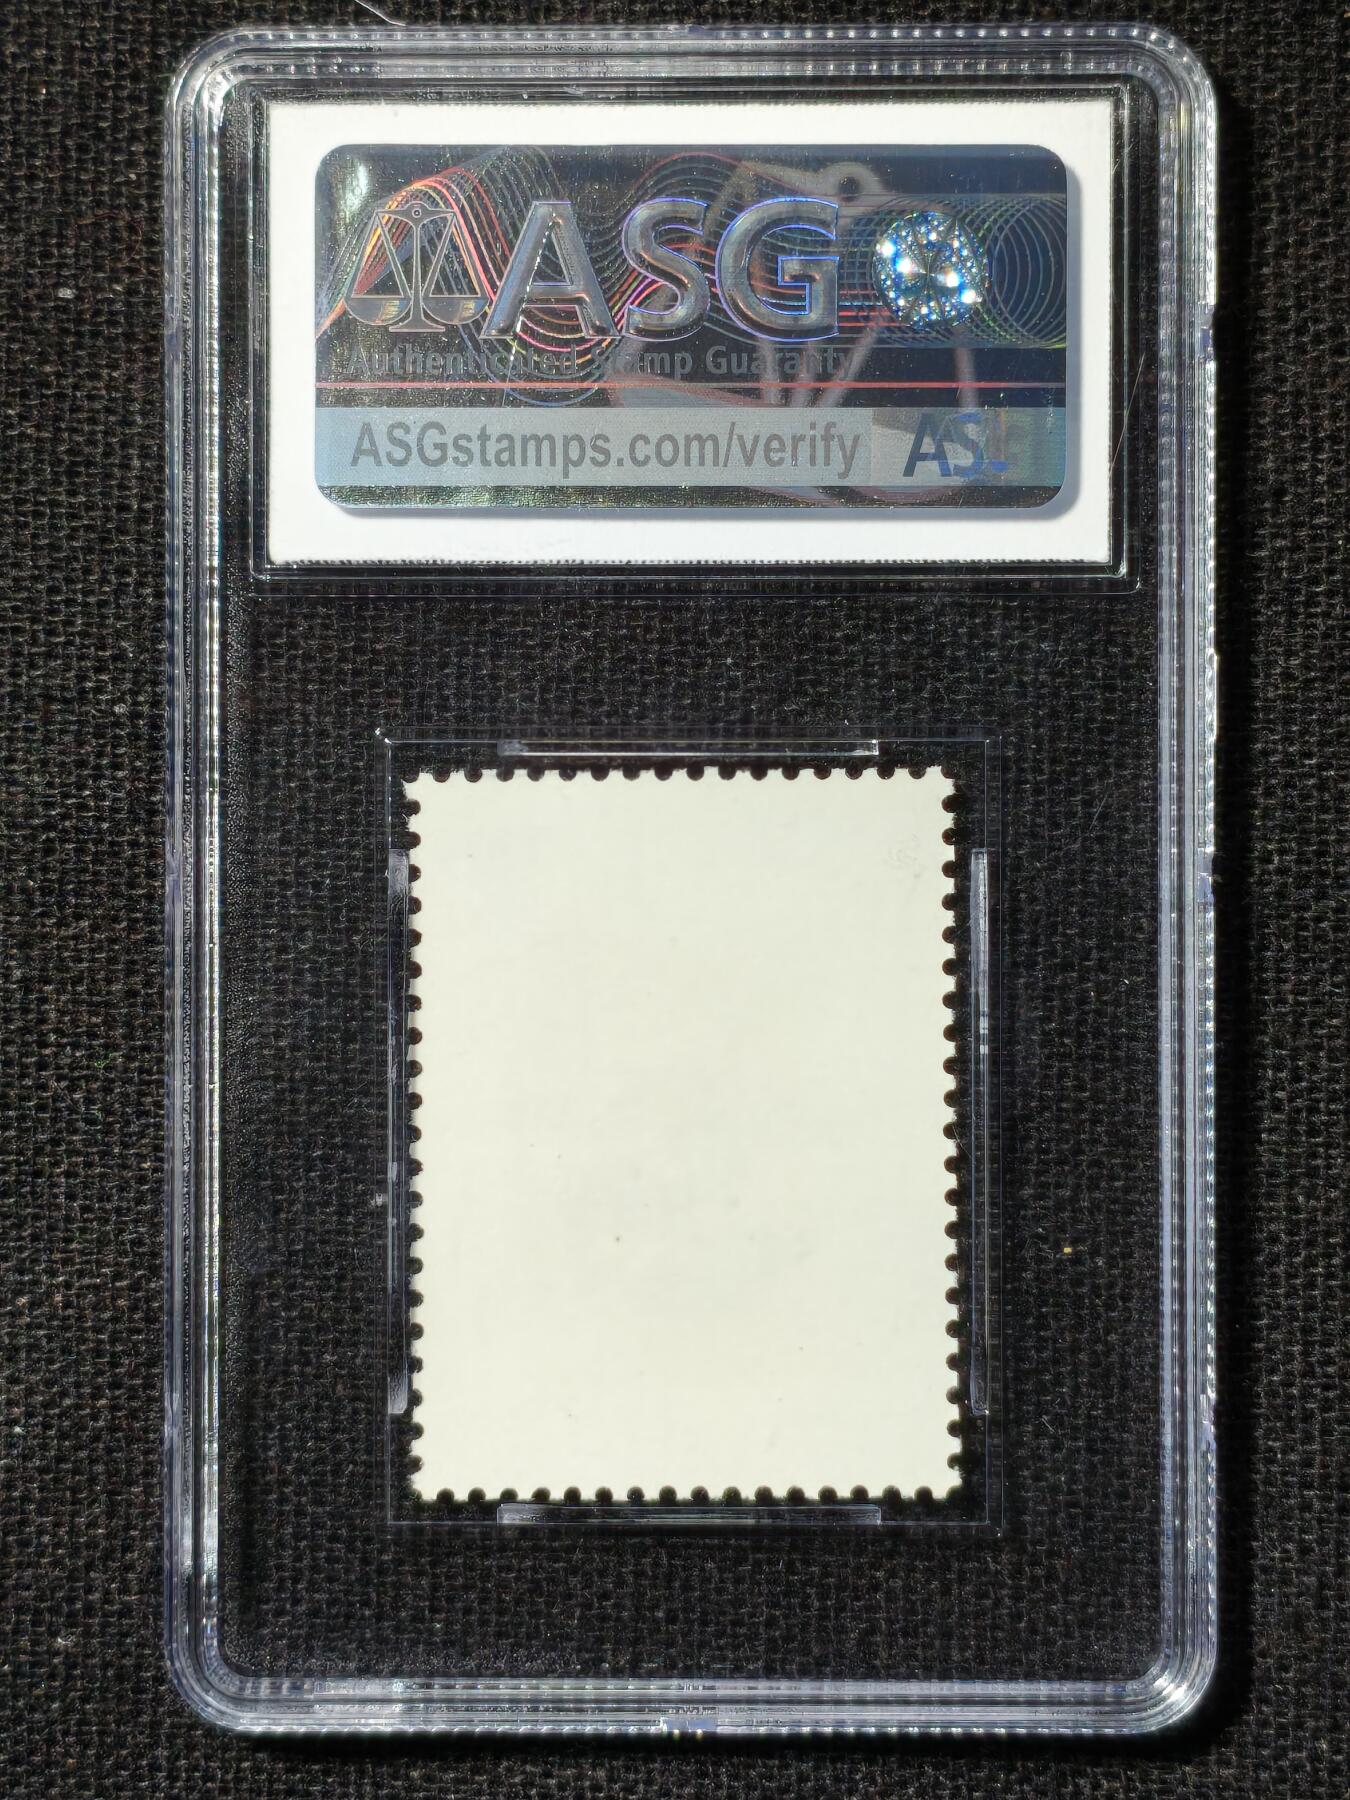 ASG
Authenticated Stamp Guaranty
ASGstamps.com/verify